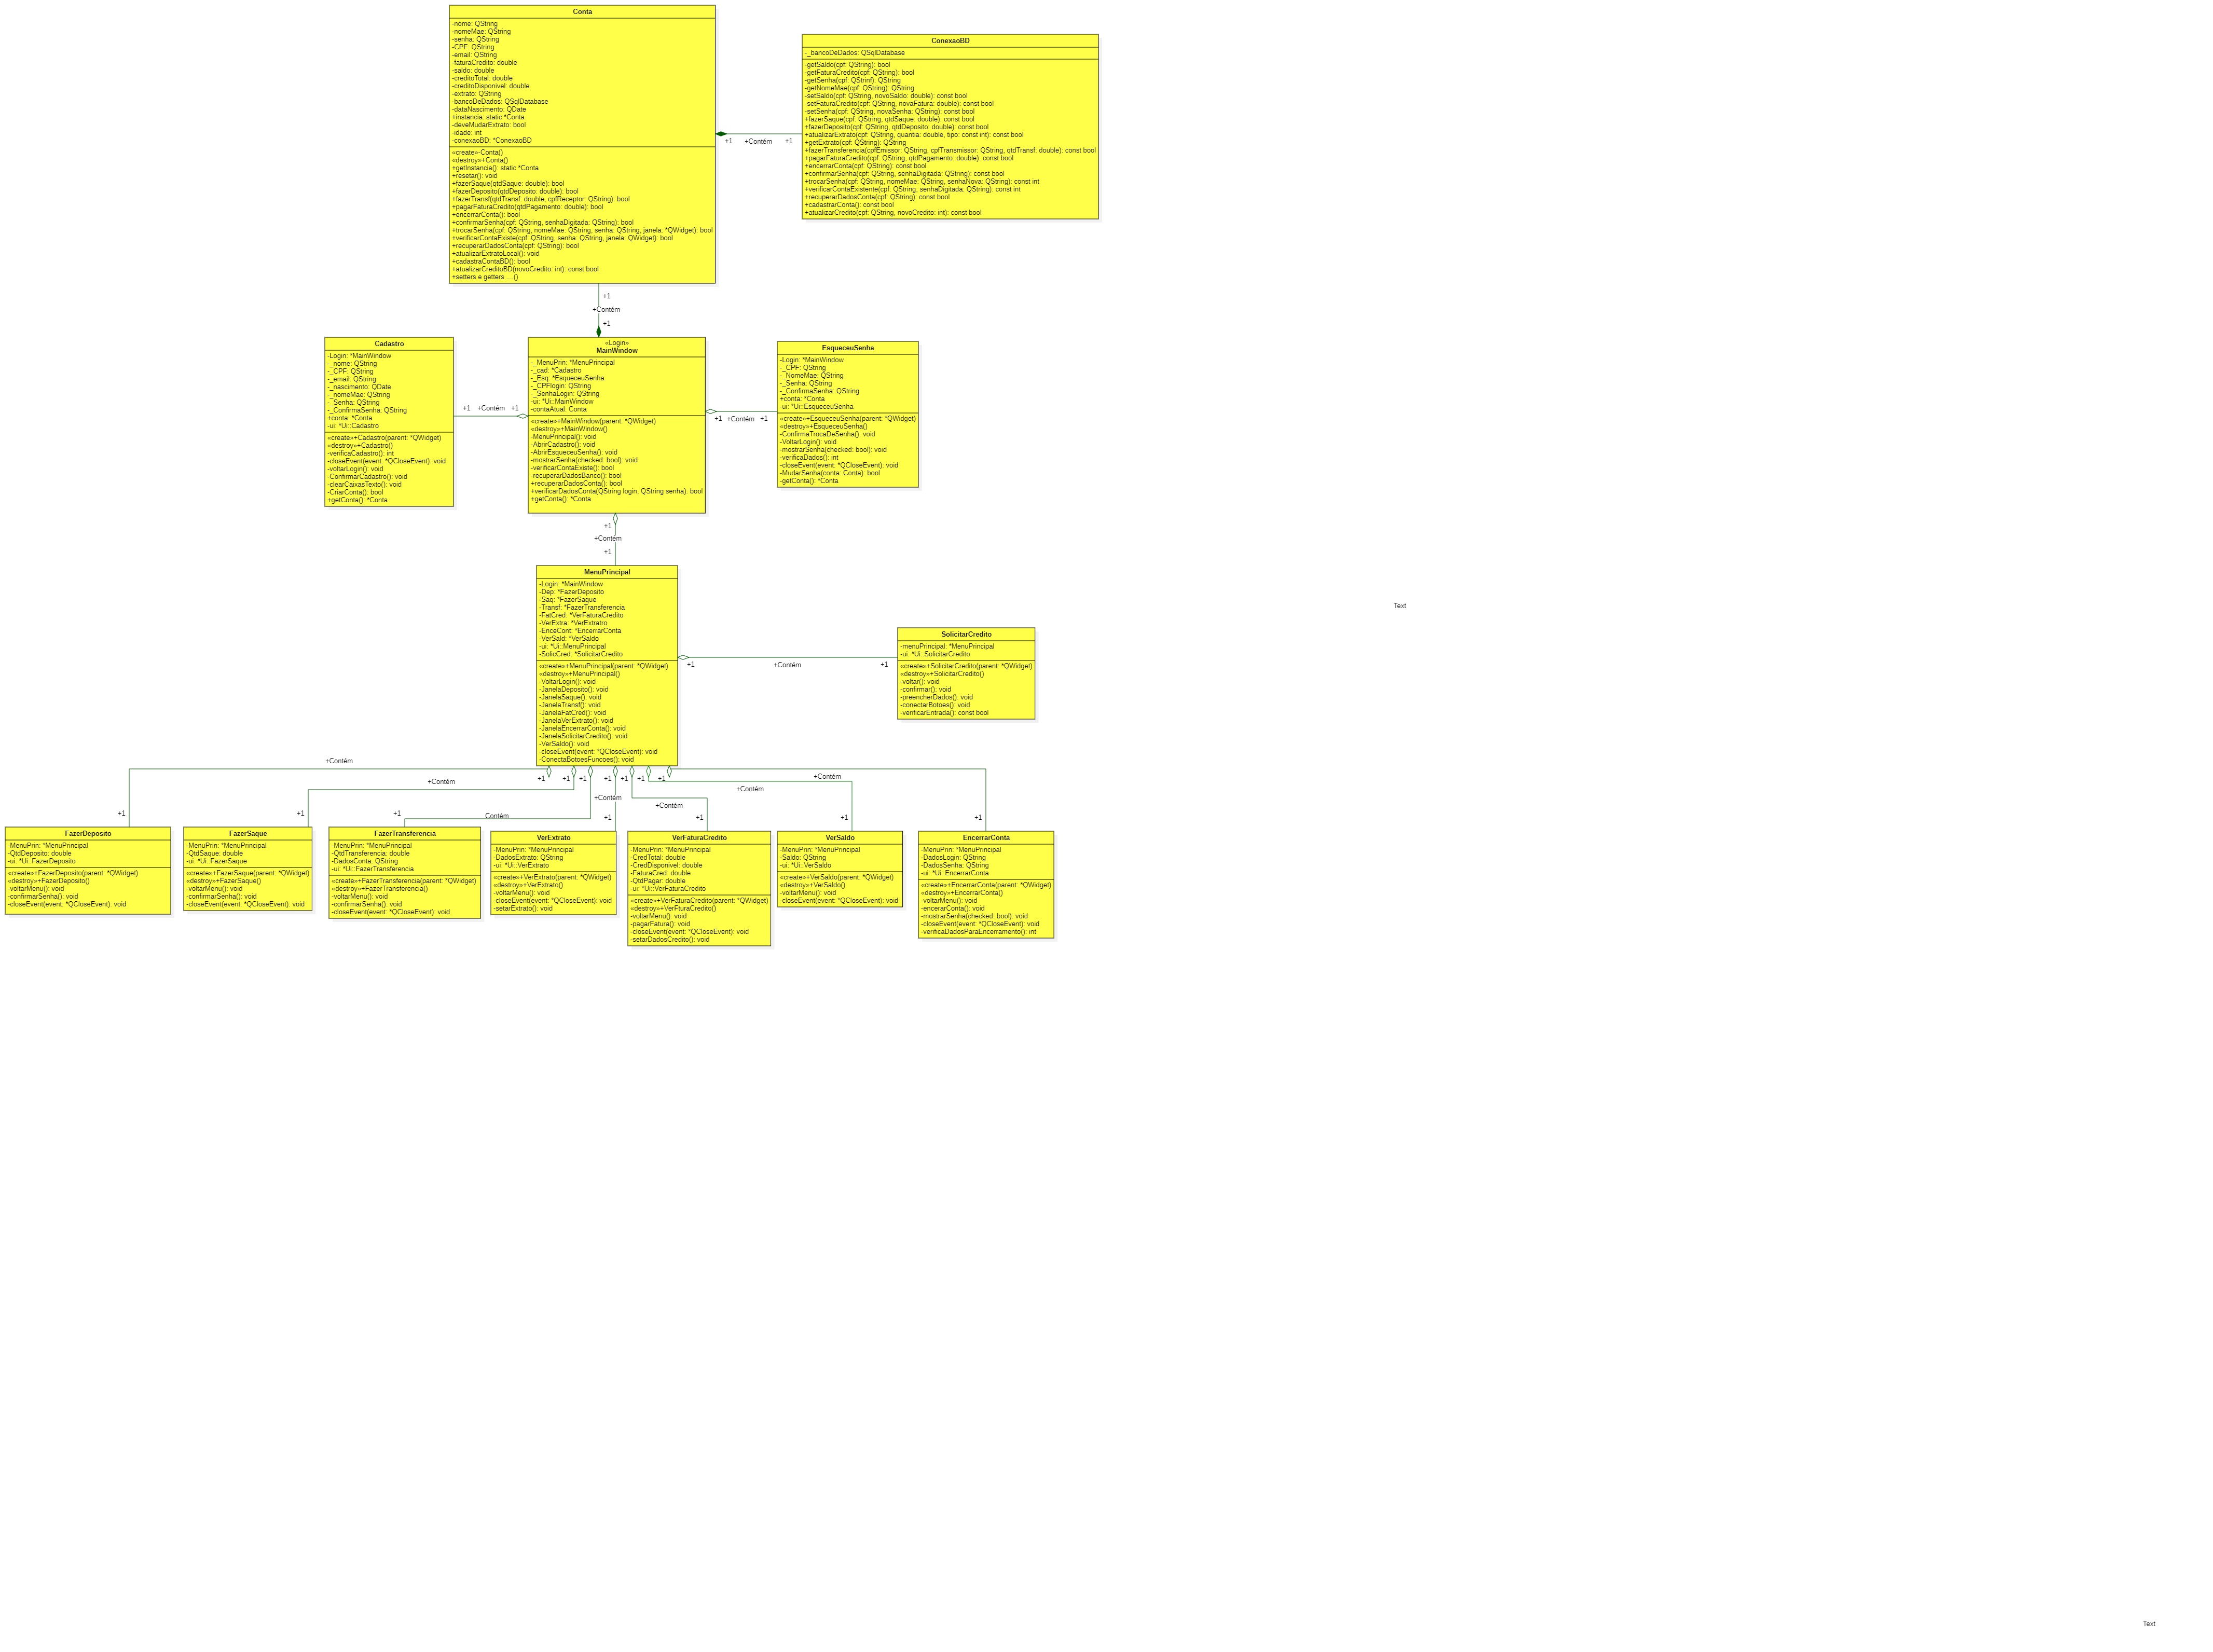 Conta
-nome: QString
-nomeMae: QString
-senha: QString
-CPF: QString
-email: QString
-faturaCredito: double
-saldo: double
-creditoTotal: double
-creditoDisponivel: double
-extrato: QString
-bancoDeDados: QSqlDatabase
-dataNascimento: QDate
+instancia: static *Conta
-deveMudarExtrato: bool
-idade: int
-conexaoBD: *ConexaoBD
«create»-Conta()
«destroy»+Conta()
+getInstancia(): static *Conta
+resetar(): void
+fazerSaque(qtdSaque: double): bool
+fazerDeposito(qtdDeposito: double): bool
+fazerTransf(qtdTransf: double, cpfReceptor: QString): bool
+pagarFaturaCredito(qtdPagamento: double): bool
+encerrarConta(): bool
+confirmarSenha(cpf: QString, senhaDigitada: QString): bool
+trocarSenha(cpf: QString, nomeMae: QString, senha: QString, janela: *QWidget): bool
+verificarContaExiste(cpf: QString, senha: QString, janela: QWidget): bool
+recuperarDadosConta(cpf: QString): bool
+atualizarExtratoLocal(): void
+cadastraContaBD(): bool
+atualizarCreditoBD(novoCredito: int): const bool
+setters e getters ....()
ConexaoBD
-_bancoDeDados: QSqlDatabase
-getSaldo(cpf: QString): bool
-getFaturaCredito(cpf: QString): bool
-getSenha(cpf: QStrinf): QString
-getNomeMae(cpf: QString): QString
-setSaldo(cpf: QString, novoSaldo: double): const bool
-setFaturaCredito(cpf: QString, novaFatura: double): const bool
-setSenha(cpf: QString, novaSenha: QString): const bool
+fazerSaque(cpf: QString, qtdSaque: double): const bool
+fazerDeposito(cpf: QString, qtdDeposito: double): const bool
+atualizarExtrato(cpf: QString, quantia: double, tipo: const int): const bool
+getExtrato(cpf: QString): QString
+fazerTransferencia(cpfEmissor: QString, cpfTransmissor: QString, qtdTransf: double): const bool
+pagarFaturaCredito(cpf: QString, qtdPagamento: double): const bool
+encerrarConta(cpf: QString): const bool
+confirmarSenha(cpf: QString, senhaDigitada: QString): const bool
+trocarSenha(cpf: QString, nomeMae: QString, senhaNova: QString): const int
+verificarContaExistente(cpf: QString, senhaDigitada: QString): const int
+recuperarDadosConta(cpf: QString): const bool
+cadastrarConta(): const bool
+atualizarCredito(cpf: QString, novoCredito: int): const bool
+1 +Contém +1
+1
+Contém
+1
Cadastro
-Login: *MainWindow
-_nome: QString
-_CPF: QString
-_email: QString
-_nascimento: QDate
-_nomeMae: QString
-_Senha: QString
-_ConfirmaSenha: QString
+conta: *Conta
-ui: *Ui::Cadastro
«create»+Cadastro(parent: *QWidget)
«destroy»+Cadastro()
-verificaCadastro(): int
-closeEvent(event: *QCloseEvent): void
-voltarLogin(): void
-ConfirmarCadastro(): void
-clearCaixasTexto(): void
-CriarConta(): bool
+getConta(): *Conta
+1 +Contém +1
«Login»
MainWindow
-_MenuPrin: *MenuPrincipal
-_cad: *Cadastro
-_Esq: *EsqueceuSenha
-_CPFlogin: QString
-_SenhaLogin: QString
-ui: *Ui::MainWindow
-contaAtual: Conta
«create»+MainWindow(parent: *QWidget)
«destroy»+MainWindow()
-MenuPrincipal(): void
-AbrirCadastro(): void
-AbrirEsqueceuSenha(): void
-mostrarSenha(checked: bool): void
-verificarContaExiste(): bool
-recuperarDadosBanco(): bool
+recuperarDadosConta(): bool
+verificarDadosConta(QString login, QString senha): bool
+getConta(): *Conta
+1 +Contém +1
EsqueceuSenha
-Login: *MainWindow
-_CPF: QString
-_NomeMae: QString
-_Senha: QString
-_ConfirmaSenha: QString
+conta: *Conta
-ui: *Ui::EsqueceuSenha
«create»+EsqueceuSenha(parent: *QWidget)
«destroy»+EsqueceuSenha()
-ConfirmaTrocaDeSenha(): void
-VoltarLogin(): void
-mostrarSenha(checked: bool): void
-verificaDados(): int
-closeEvent(event: *QCloseEvent): void
-MudarSenha(conta: Conta): bool
-getConta(): *Conta
+1
+Contém
+1
MenuPrincipal
-Login: *MainWindow
-Dep: *FazerDeposito
-Saq: *FazerSaque
-Transf: *FazerTransferencia
-FatCred: *VerFaturaCredito
-VerExtra: *VerExtratro
-EnceCont: *EncerrarConta
-VerSald: *VerSaldo
-ui: *Ui::MenuPrincipal
-SolicCred: *SolicitarCredito
«create»+MenuPrincipal(parent: *QWidget)
«destroy»+MenuPrincipal()
-VoltarLogin(): void
-JanelaDeposito(): void
-JanelaSaque(): void
-JanelaTransf(): void
-JanelaFatCred(): void
-JanelaVerExtrato(): void
-JanelaEncerrarConta(): void
-JanelaSolicitarCredito(): void
-VerSaldo(): void
-closeEvent(event: *QCloseEvent): void
-ConectaBotoesFuncoes(): void
Text
+1 +Contém +1
SolicitarCredito
-menuPrincipal: *MenuPrincipal
-ui: *Ui::SolicitarCredito
«create»+SolicitarCredito(parent: *QWidget)
«destroy»+SolicitarCredito()
-voltar(): void
-confirmar(): void
-preencherDados(): void
-conectarBotoes(): void
-verificarEntrada(): const bool
+Contém
+Contém
Contém
+Contém
+Contém
+Contém
+Contém
+1 +1 +1 +1 +1 +1 +1
+1 +1 +1 +1 +1 +1 +1
FazerDeposito
-MenuPrin: *MenuPrincipal
-QtdDeposito: double
-ui: *Ui::FazerDeposito
«create»+FazerDeposito(parent: *QWidget)
«destroy»+FazerDeposito()
-voltarMenu(): void
-confirmarSenha(): void
-closeEvent(event: *QCloseEvent): void
FazerSaque
-MenuPrin: *MenuPrincipal
-QtdSaque: double
-ui: *Ui::FazerSaque
«create»+FazerSaque(parent: *QWidget)
«destroy»+FazerSaque()
-voltarMenu(): void
-confirmarSenha(): void
-closeEvent(event: *QCloseEvent): void
FazerTransferencia
-MenuPrin: *MenuPrincipal
-QtdTransferencia: double
-DadosConta: QString
-ui: *Ui::FazerTransferencia
«create»+FazerTransferencia(parent: *QWidget)
«destroy»+FazerTransferencia()
-voltarMenu(): void
-confirmarSenha(): void
-closeEvent(event: *QCloseEvent): void
VerExtrato
-MenuPrin: *MenuPrincipal
-DadosExtrato: QString
-ui: *Ui::VerExtrato
«create»+VerExtrato(parent: *QWidget)
«destroy»+VerExtrato()
-voltarMenu(): void
-closeEvent(event: *QCloseEvent): void
-setarExtrato(): void
VerFaturaCredito
-MenuPrin: *MenuPrincipal
-CredTotal: double
-CredDisponivel: double
-FaturaCred: double
-QtdPagar: double
-ui: *Ui::VerFaturaCredito
«create»+VerFaturaCredito(parent: *QWidget)
«destroy»+VerFturaCredito()
-voltarMenu(): void
-pagarFatura(): void
-closeEvent(event: *QCloseEvent): void
-setarDadosCredito(): void
VerSaldo
-MenuPrin: *MenuPrincipal
-Saldo: QString
-ui: *Ui::VerSaldo
«create»+VerSaldo(parent: *QWidget)
«destroy»+VerSaldo()
-voltarMenu(): void
-closeEvent(event: *QCloseEvent): void
EncerrarConta
-MenuPrin: *MenuPrincipal
-DadosLogin: QString
-DadosSenha: QString
-ui: *Ui::EncerrarConta
«create»+EncerrarConta(parent: *QWidget)
«destroy»+EncerrarConta()
-voltarMenu(): void
-encerarConta(): void
-mostrarSenha(checked: bool): void
-closeEvent(event: *QCloseEvent): void
-verificaDadosParaEncerramento(): int
Text